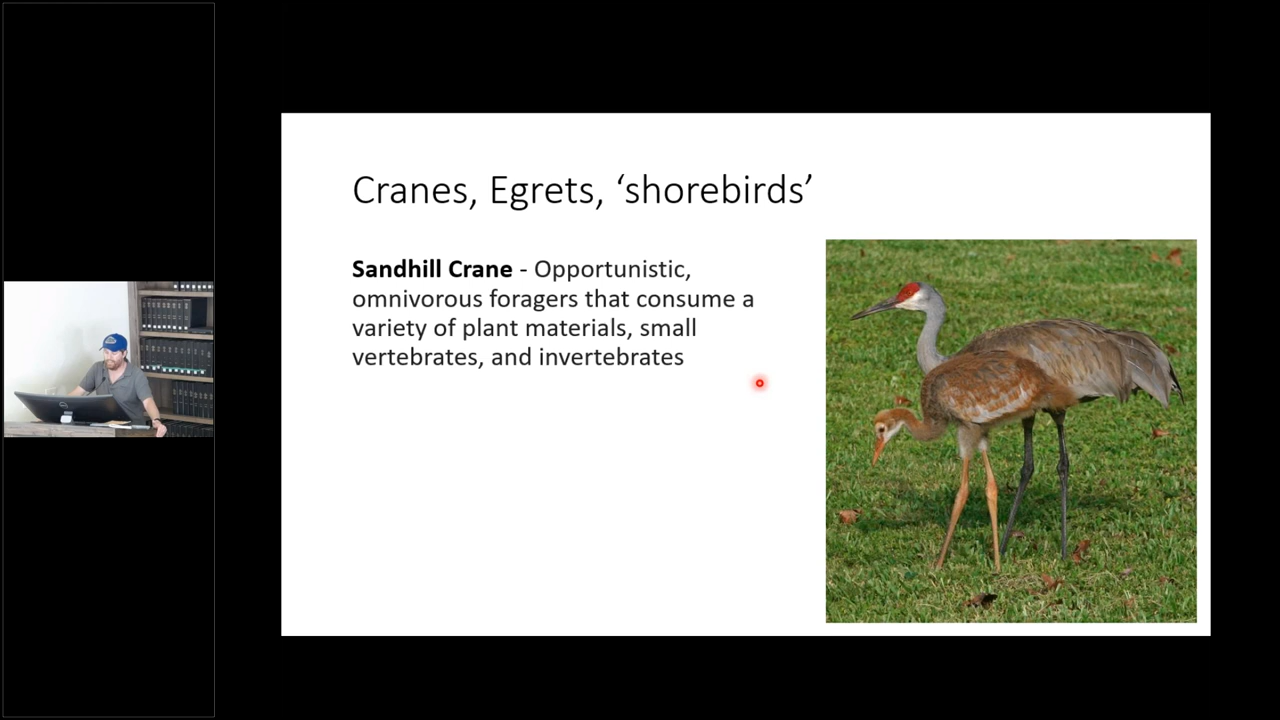 Cranes, Egrets, ‘shorebirds’
Sandhill Crane - Opportunistic,
omnivorous foragers that consume a
variety of plant materials, small
vertebrates, and invertebrates